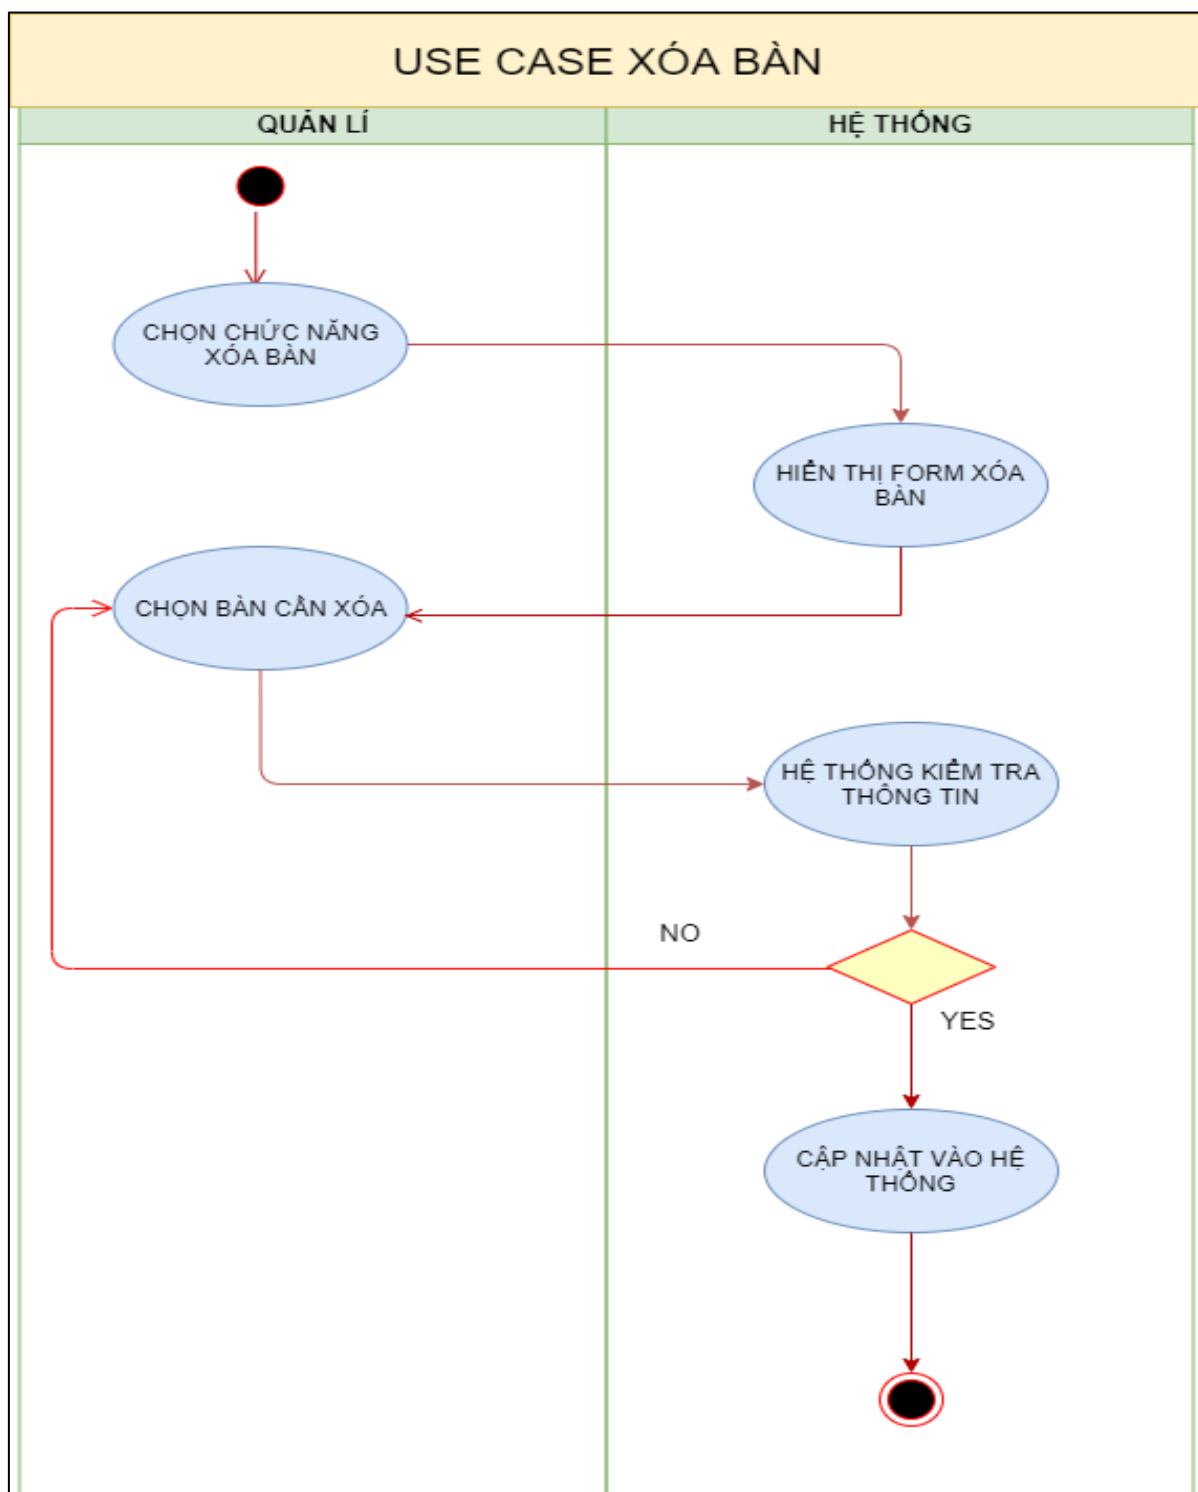 USE CASE XÓA BÀN
QUẢN LÍ
HỆ THỐNG
CHỌN CHỨC NĂNG
XÓA BÀN
HIỂN THỊ FORM XÓA
BÀN
CHỌN BÀN CẦN XÓA
HỆ THỐNG KIỂM TRA
THÔNG TIN
NO
YES
CẬP NHẬT VÀO HỆ
THỐNG